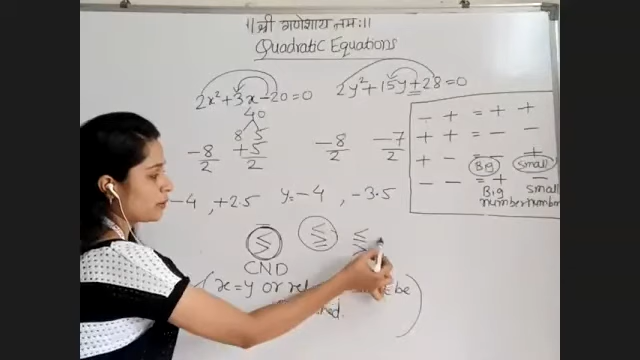 ॥ श्री गणेशाय नमः ॥
Quadratic Equations
2x²+3x-20=0
2y²+15y+28=0
40
8 5
-8/2 +5/2
-8/2 -7/2
-4, +2.5
y=-4, -3.5
- + = + +
+ + = - -
+ - = Big Small
- - = + -
Big number small number
≤ ≥ ≤ ≥ ≤ ≥
CND
(x=y or be
)